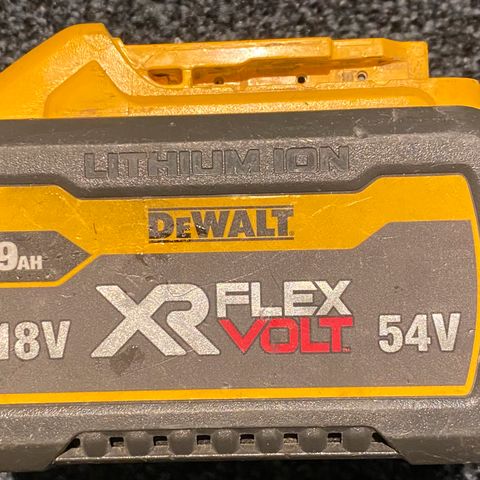 LITHIUM ION
DEWALT
9AH
18V XR FLEX VOLT 54V